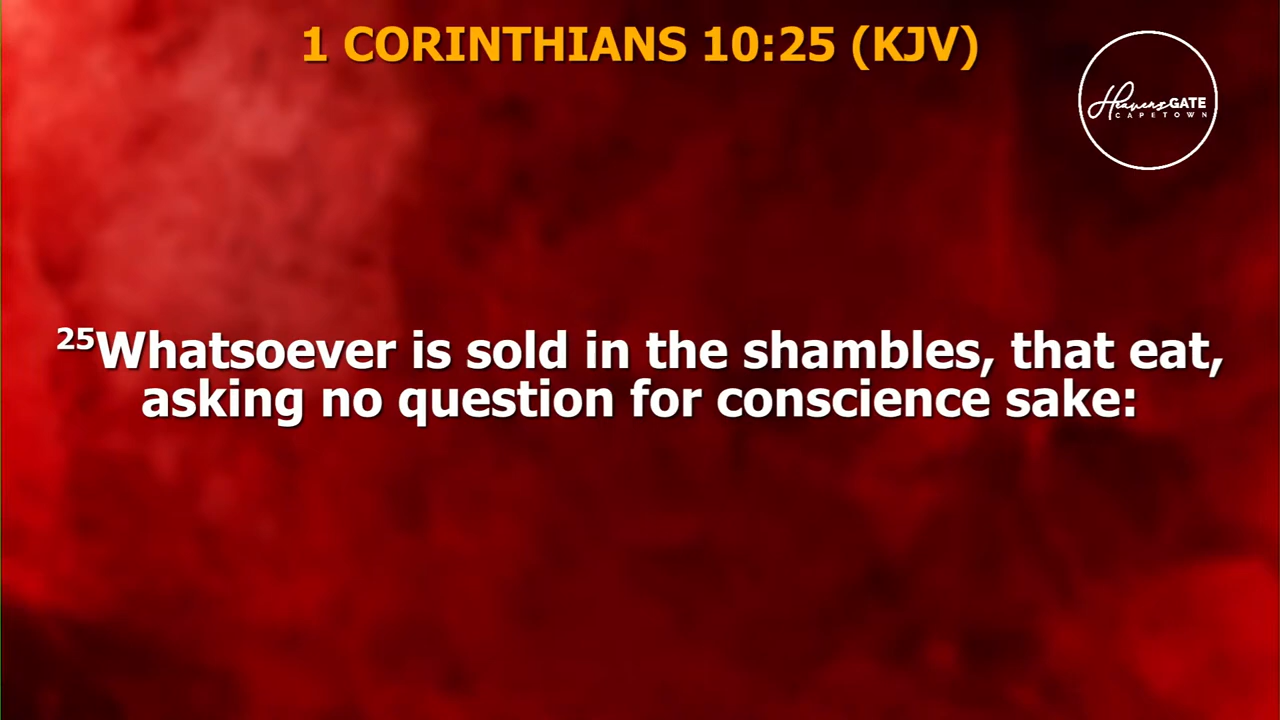 1 CORINTHIANS 10:25 (KJV)
HeavensGATE
CAPETOWN
25Whatsoever is sold in the shambles, that eat,
asking no question for conscience sake: